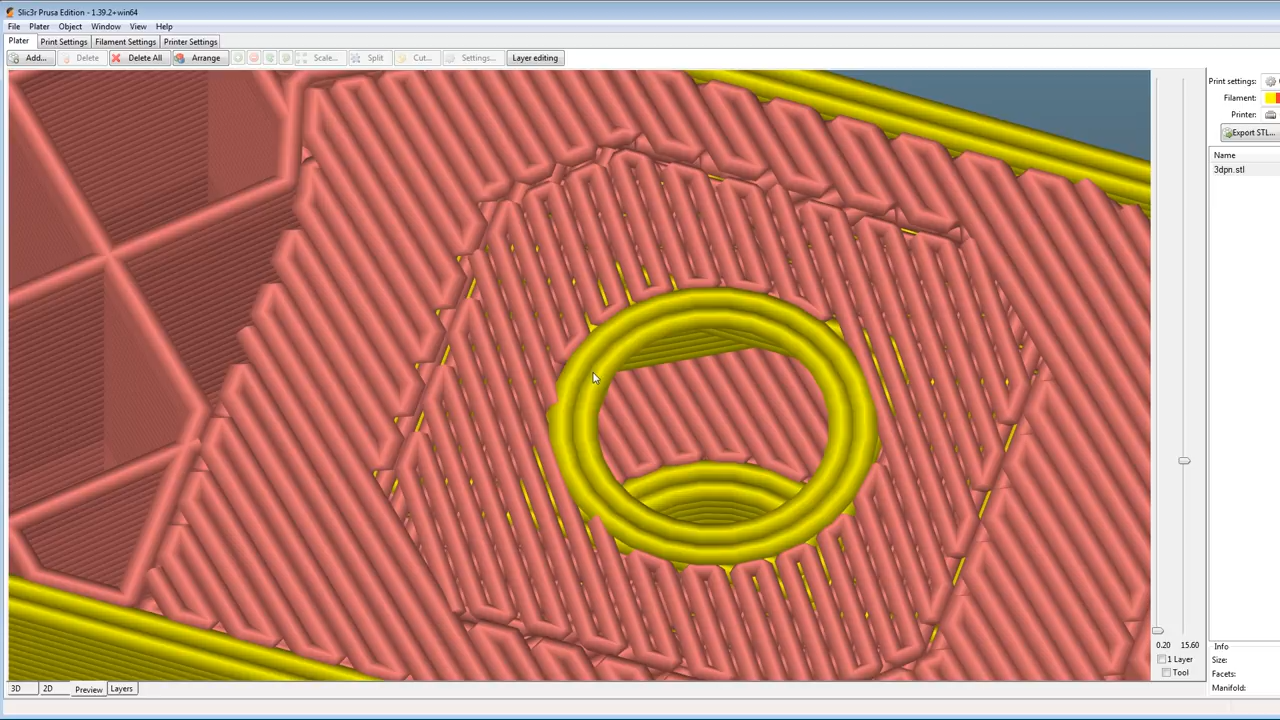 Slic3r Prusa Edition - 1.39.2+win64
File Plater Object Window View Help
Plater Print Settings Filament Settings Printer Settings
Add... Delete Delete All Arrange Scale... Split Cut... Settings... Layer editing
Print settings:
Filament:
Printer:
Export STL...
Name
3dpn.stl
0.20 15.60
1 Layer
Tool
Info
Size:
Facets:
Manifold:
3D 2D Preview Layers